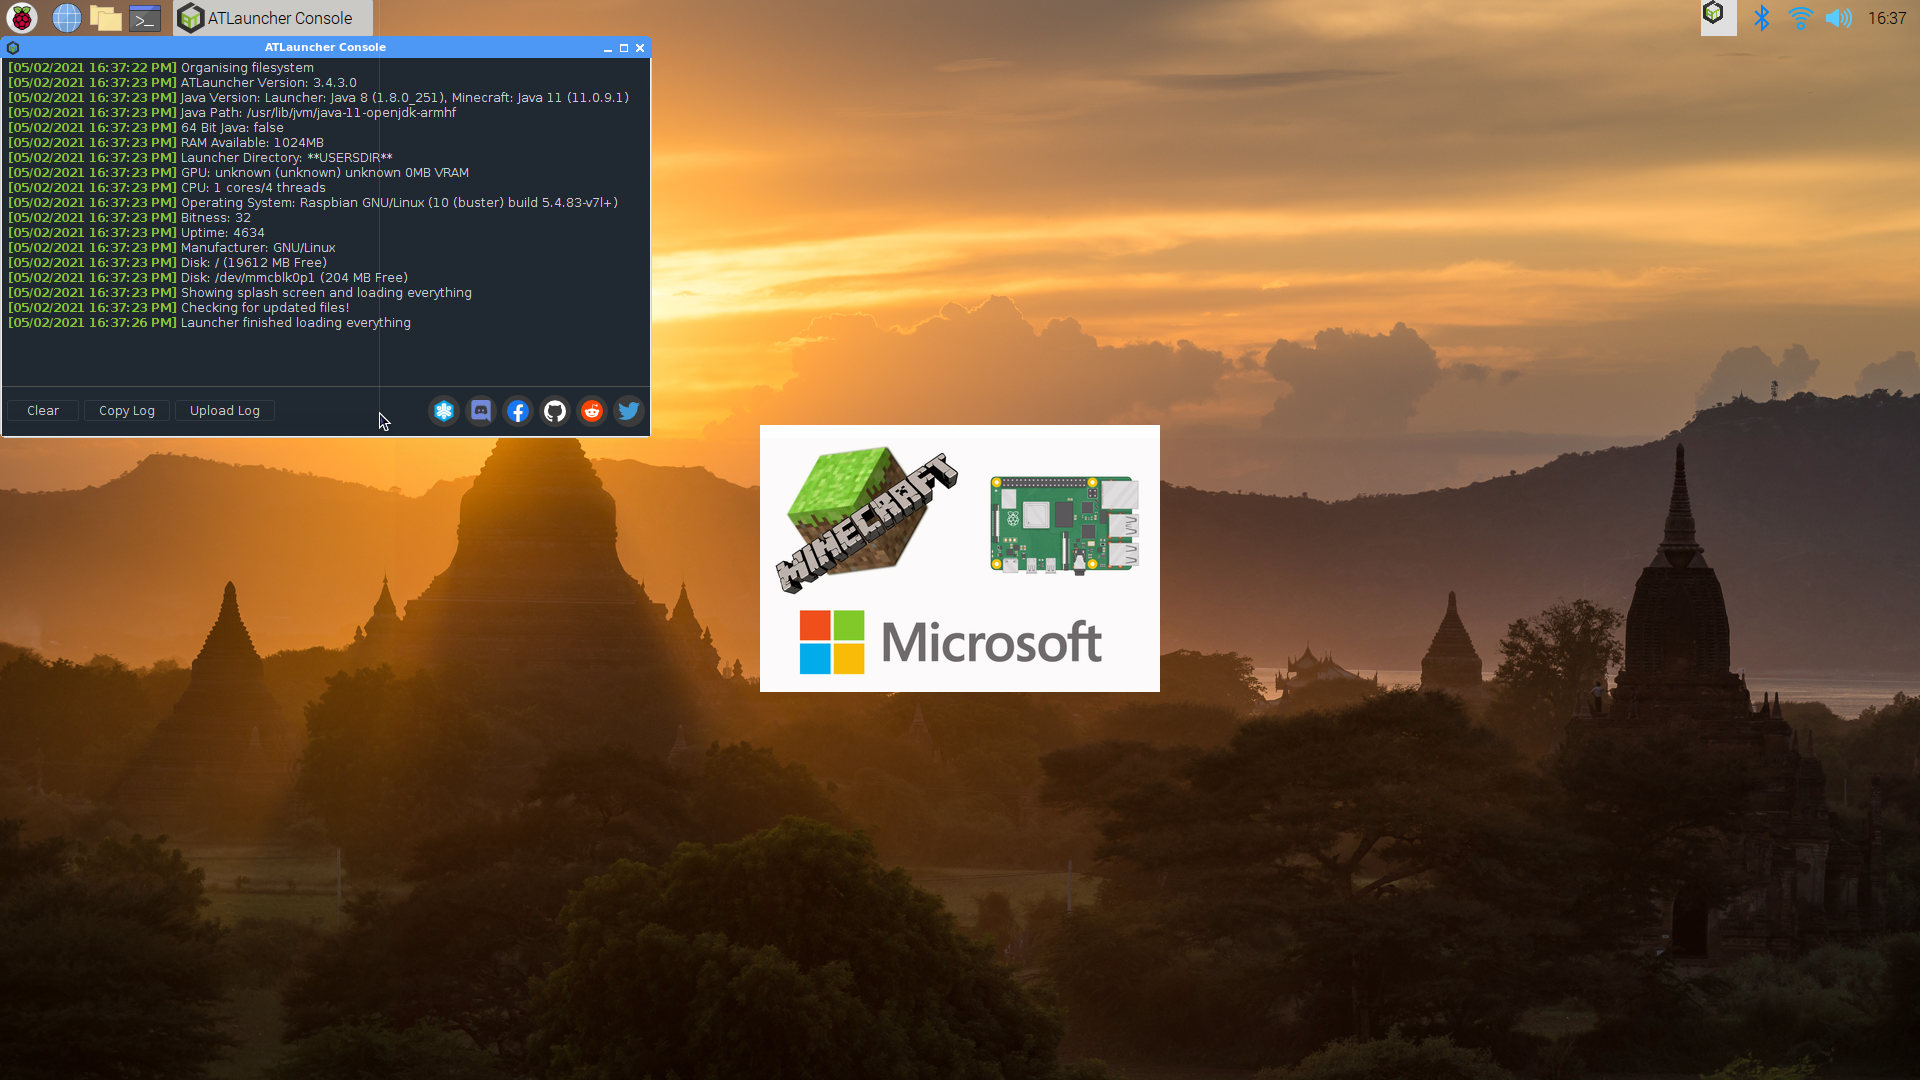 ATLauncher Console
16:37
ATLauncher Console
[05/02/2021 16:37:22 PM] Organising filesystem
[05/02/2021 16:37:23 PM] ATLauncher Version: 3.4.3.0
[05/02/2021 16:37:23 PM] Java Version: Launcher: Java 8 (1.8.0_251), Minecraft: Java 11 (11.0.9.1)
[05/02/2021 16:37:23 PM] Java Path: /usr/lib/jvm/java-11-openjdk-armhf
[05/02/2021 16:37:23 PM] 64 Bit Java: false
[05/02/2021 16:37:23 PM] RAM Available: 1024MB
[05/02/2021 16:37:23 PM] Launcher Directory: **USERSDIR**
[05/02/2021 16:37:23 PM] GPU: unknown (unknown) unknown 0MB VRAM
[05/02/2021 16:37:23 PM] CPU: 1 cores/4 threads
[05/02/2021 16:37:23 PM] Operating System: Raspbian GNU/Linux (10 (buster) build 5.4.83-v7l+)
[05/02/2021 16:37:23 PM] Bitness: 32
[05/02/2021 16:37:23 PM] Uptime: 4634
[05/02/2021 16:37:23 PM] Manufacturer: GNU/Linux
[05/02/2021 16:37:23 PM] Disk: / (19612 MB Free)
[05/02/2021 16:37:23 PM] Disk: /dev/mmcblk0p1 (204 MB Free)
[05/02/2021 16:37:23 PM] Showing splash screen and loading everything
[05/02/2021 16:37:23 PM] Checking for updated files!
[05/02/2021 16:37:26 PM] Launcher finished loading everything
Clear Copy Log Upload Log
MINECRAFT
Microsoft